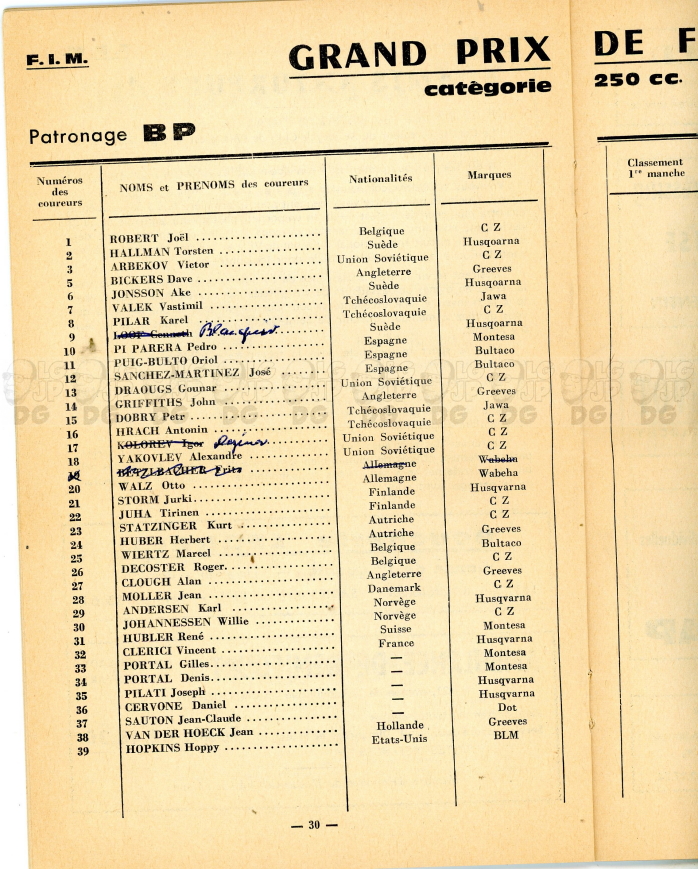 F. I. M.
GRAND PRIX DE F
catègorie 250 cc.
Patronage BP
Numéros des coureurs
NOMS et PRENOMS des coureurs
Nationalités
Marques
Classement
1re manche
1 ROBERT Joël Belgique C Z
2 HALLMAN Torsten Suède Husqoarna
3 ARBEKOV Victor Union Soviétique C Z
5 BICKERS Dave Angleterre Greeves
6 JONSSON Ake Suède Husqoarna
7 VALEK Vastimil Tchécoslovaquie Jawa
8 PILAR Karel Tchécoslovaquie C Z
9 LOOF Suède Husqoarna
10 PI PARERA Pedro Espagne Montesa
11 PUIG-BULTO Oriol Espagne Bultaco
12 SANCHEZ-MARTINEZ José Espagne Bultaco
13 DRAOUGS Gounar Union Soviétique C Z
14 GRIFFITHS John Angleterre Greeves
15 DOBRY Petr Tchécoslovaquie Jawa
16 HRACH Antonin Tchécoslovaquie C Z
17 KOLOREV Igor Union Soviétique C Z
18 YAKOVLEV Alexandre Union Soviétique C Z
19 Allemagne Wabeha
20 WALZ Otto Allemagne Wabeha
21 STORM Jurki Finlande Husqvarna
22 JUHA Tirinen Finlande C Z
23 STATZINGER Kurt Autriche C Z
24 HUBER Herbert Autriche Greeves
25 WIERTZ Marcel Belgique Bultaco
26 DECOSTER Roger Belgique C Z
27 CLOUGH Alan Angleterre Greeves
28 MOLLER Jean Danemark C Z
29 ANDERSEN Karl Norvège Husqvarna
30 JOHANNESSEN Willie Norvège C Z
31 HUBLER René Suisse Montesa
32 CLERICI Vincent France Husqvarna
33 PORTAL Gilles — Montesa
34 PORTAL Denis — Montesa
35 PILATI Joseph — Husqvarna
36 CERVONE Daniel — Husqvarna
37 SAUTON Jean-Claude — Dot
38 VAN DER HOECK Jean Hollande Greeves
39 HOPKINS Hoppy Etats-Unis BLM
— 30 —